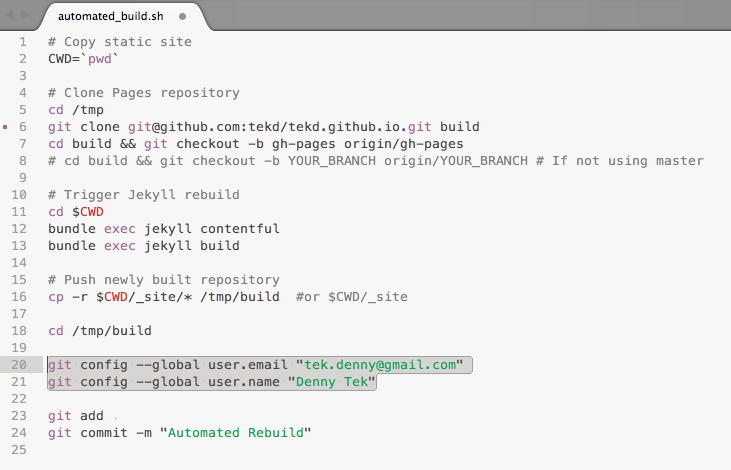 automated_build.sh
1 # Copy static site
2 CWD=`pwd`
3
4 # Clone Pages repository
5 cd /tmp
6 git clone git@github.com:tekd/tekd.github.io.git build
7 cd build && git checkout -b gh-pages origin/gh-pages
8 # cd build && git checkout -b YOUR_BRANCH origin/YOUR_BRANCH # If not using master
9
10 # Trigger Jekyll rebuild
11 cd $CWD
12 bundle exec jekyll contentful
13 bundle exec jekyll build
14
15 # Push newly built repository
16 cp -r $CWD/_site/* /tmp/build  #or $CWD/_site
17
18 cd /tmp/build
19
20 git config --global user.email "tek.denny@gmail.com"
21 git config --global user.name "Denny Tek"
22
23 git add .
24 git commit -m "Automated Rebuild"
25